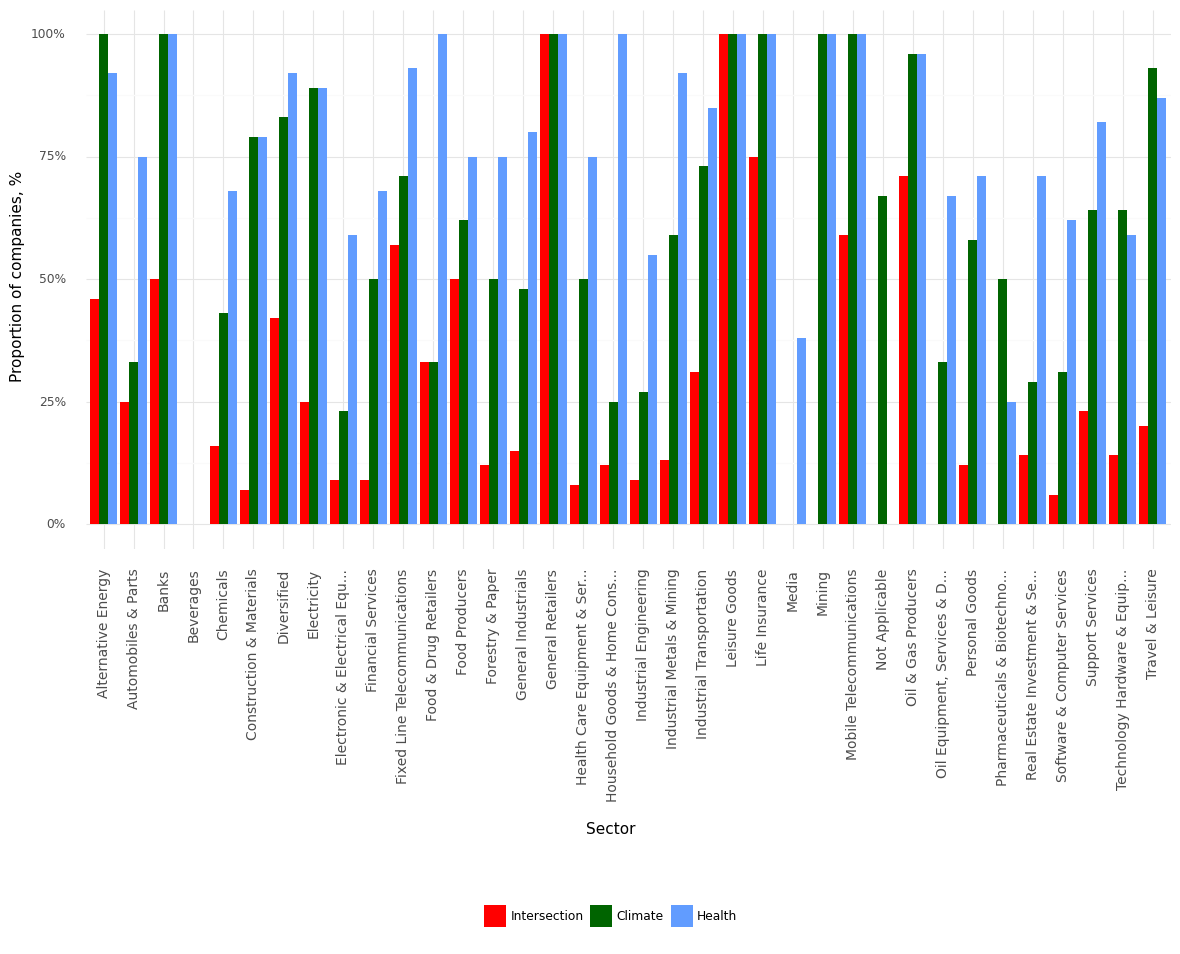 Proportion of companies, %
100%
75%
50%
25%
0%
Alternative Energy
Automobiles & Parts
Banks
Beverages
Chemicals
Construction & Materials
Diversified
Electricity
Electronic & Electrical Equ...
Financial Services
Fixed Line Telecommunications
Food & Drug Retailers
Food Producers
Forestry & Paper
General Industrials
General Retailers
Health Care Equipment & Ser...
Household Goods & Home Cons...
Industrial Engineering
Industrial Metals & Mining
Industrial Transportation
Leisure Goods
Life Insurance
Media
Mining
Mobile Telecommunications
Not Applicable
Oil & Gas Producers
Oil Equipment, Services & D...
Personal Goods
Pharmaceuticals & Biotechno...
Real Estate Investment & Se...
Software & Computer Services
Support Services
Technology Hardware & Equip...
Travel & Leisure
Sector
Intersection
Climate
Health